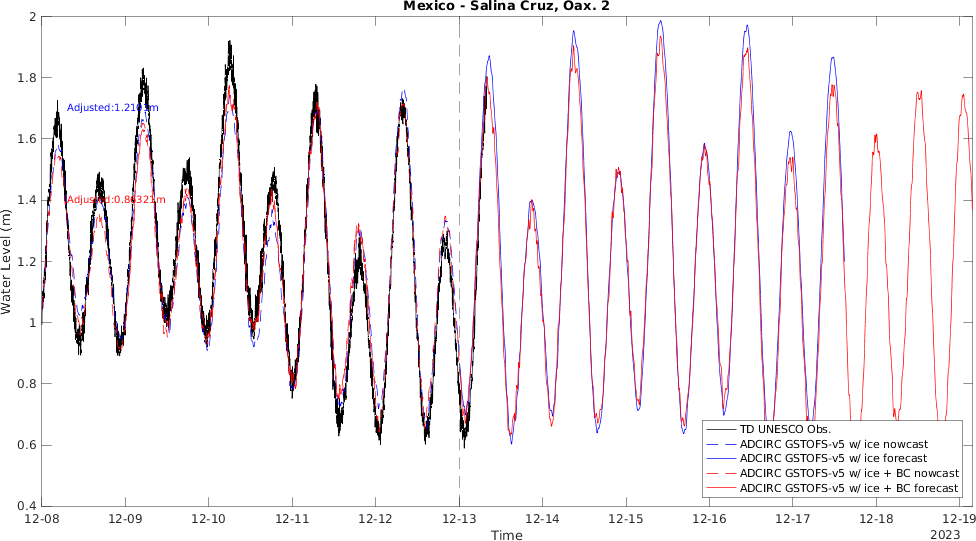 Mexico - Salina Cruz, Oax. 2
2
1.8
1.6
1.4
1.2
1
0.8
0.6
0.4
Water Level (m)
Adjusted:1.2101m
TD UNESCO Obs.
ADCIRC GSTOFS-v5 w/ ice nowcast
ADCIRC GSTOFS-v5 w/ ice forecast
ADCIRC GSTOFS-v5 w/ ice + BC nowcast
ADCIRC GSTOFS-v5 w/ ice + BC forecast
12-08 12-09 12-10 12-11 12-12 12-13 12-14 12-15 12-16 12-17 12-18 12-19
Time
2023